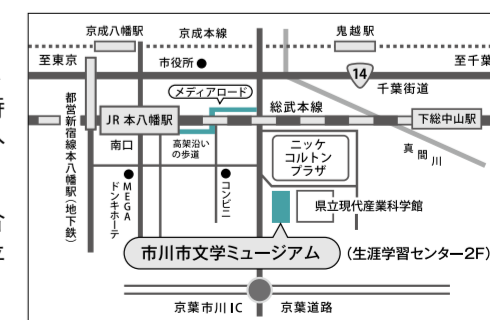 京成八幡駅
京成本線
鬼越駅
至東京
市役所
14
至千葉
千葉街道
メディアロード
総武本線
都営新宿線本八幡駅(地下鉄)
JR 本八幡駅
下総中山駅
南口
高架沿い
の歩道
ニッケ
コルトン
プラザ
真間川
MEGA
ドンキホーテ
コンビニ
県立現代産業科学館
市川市文学ミュージアム
(生涯学習センター2F)
京葉市川 IC
京葉道路